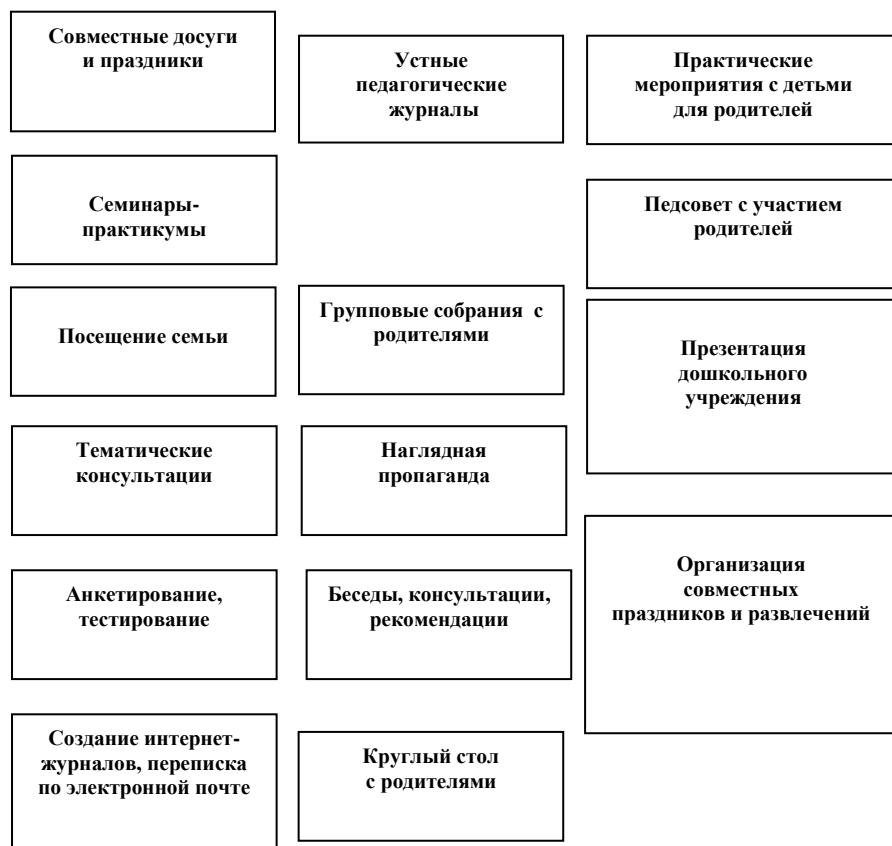 Совместные досуги
и праздники
Устные
педагогические
журналы
Практические
мероприятия с детьми
для родителей
Семинары-
практикумы
Педсовет с участием
родителей
Посещение семьи
Групповые собрания с
родителями
Презентация
дошкольного
учреждения
Тематические
консультации
Наглядная
пропаганда
Организация
совместных
праздников и развлечений
Анкетирование,
тестирование
Беседы, консультации,
рекомендации
Создание интернет-
журналов, переписка
по электронной почте
Круглый стол
с родителями